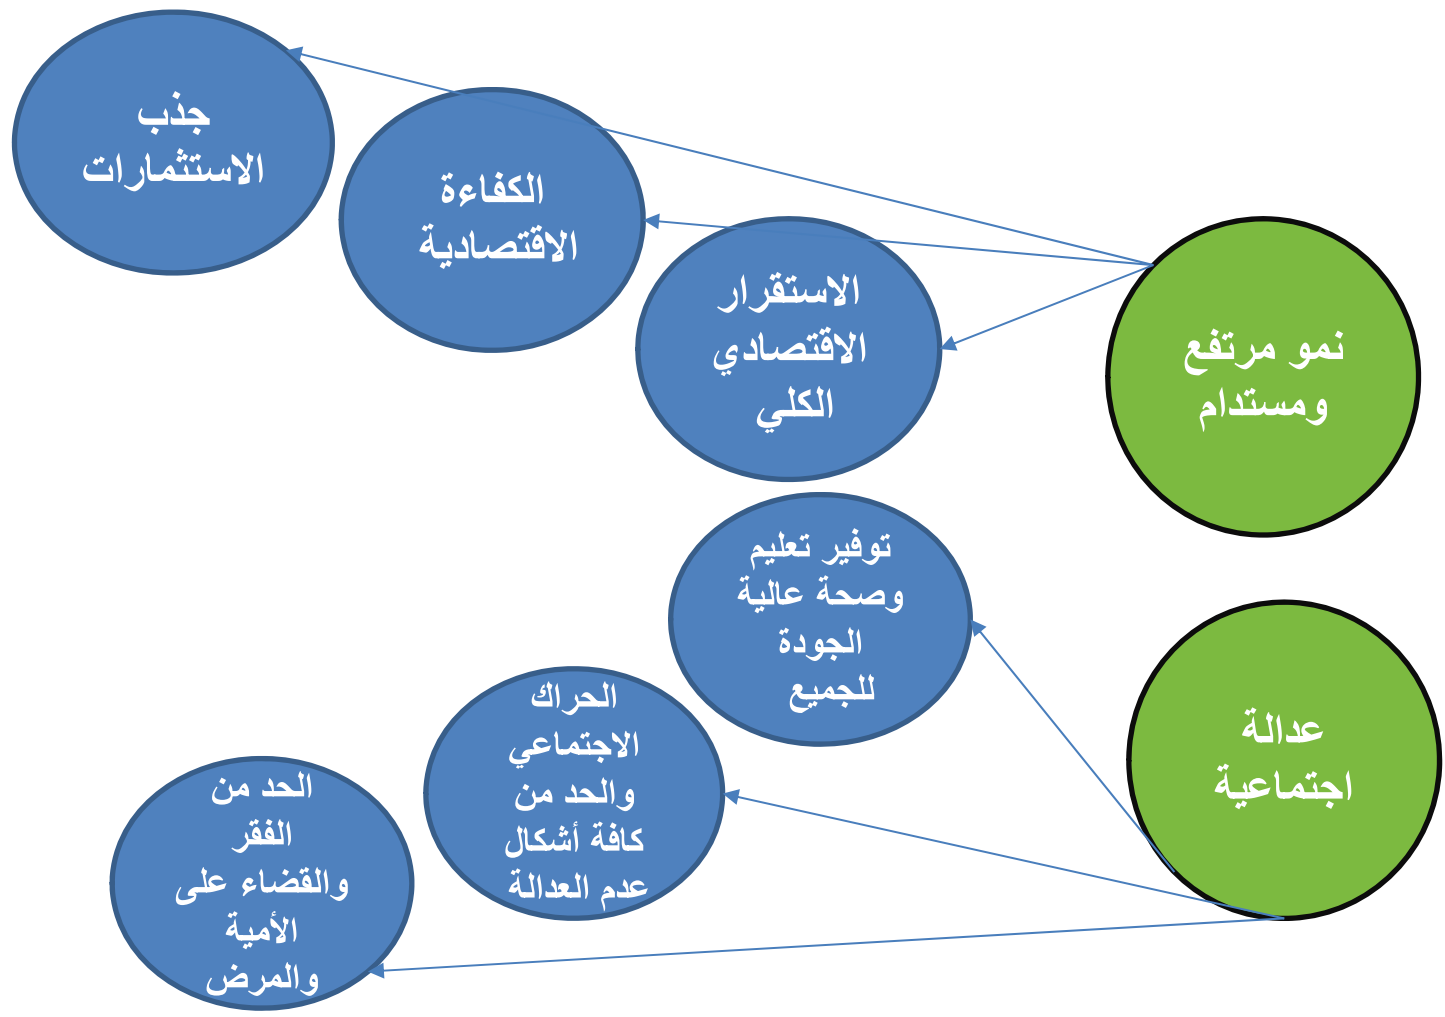 نمو مرتفع
ومستدام
الاستقرار
الاقتصادي
الكلي
الكفاءة
الاقتصادية
جذب
الاستثمارات
عدالة
اجتماعية
توفير تعليم
وصحة عالية
الجودة
للجميع
الحراك
الاجتماعي
والحد من
كافة أشكال
عدم العدالة
الحد من
الفقر
والقضاء على
الأمية
والمرض